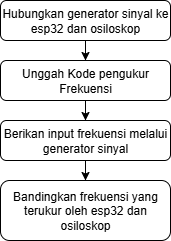 Hubungkan generator sinyal ke
esp32 dan osiloskop
Unggah Kode pengukur
Frekuensi
Berikan input frekuensi melalui
generator sinyal
Bandingkan frekuensi yang
terukur oleh esp32 dan
osiloskop